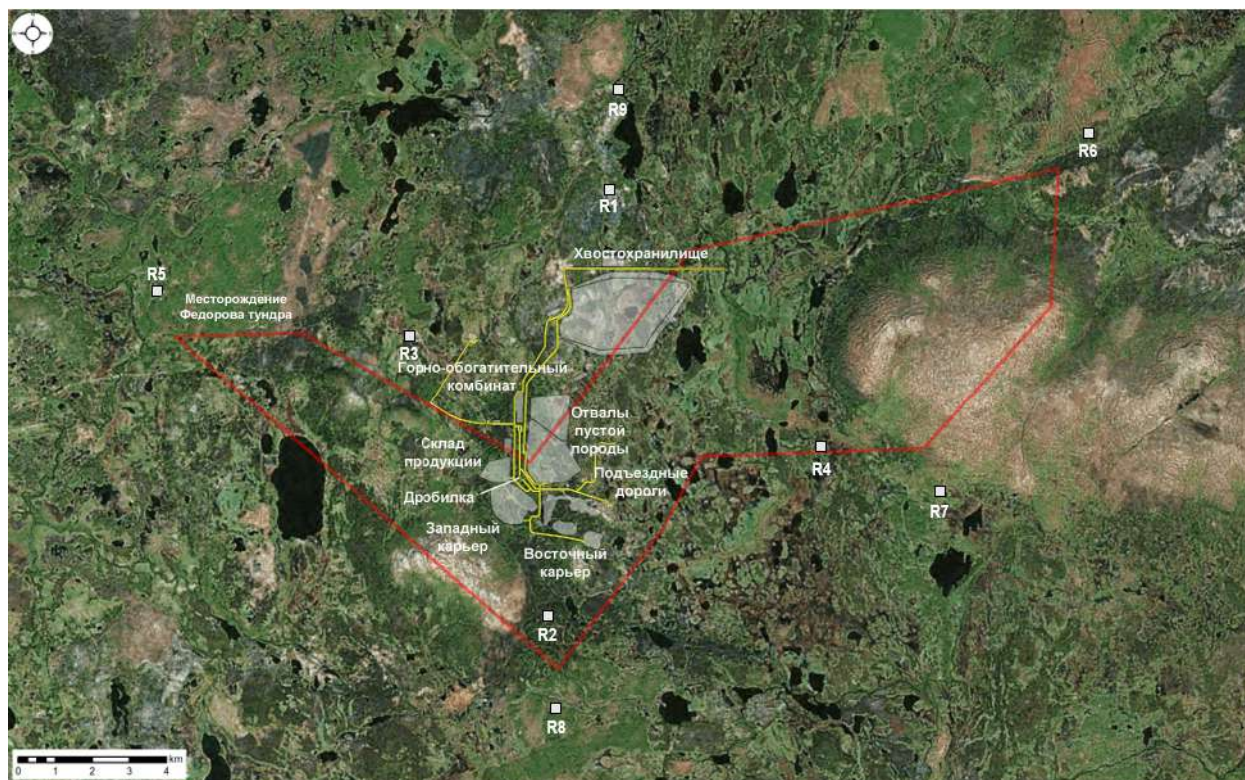 R9
R6
R1
Хвостохранилище
R5
Месторождение
Федорова тундра
R3
Горно-обогатительный
комбинат
Отвалы
пустой
породы
Склад
продукции
R4
Подъездные
дороги
Дробилка
R7
Западный
карьер
Восточный
карьер
R2
R8
km
0 1 2 3 4